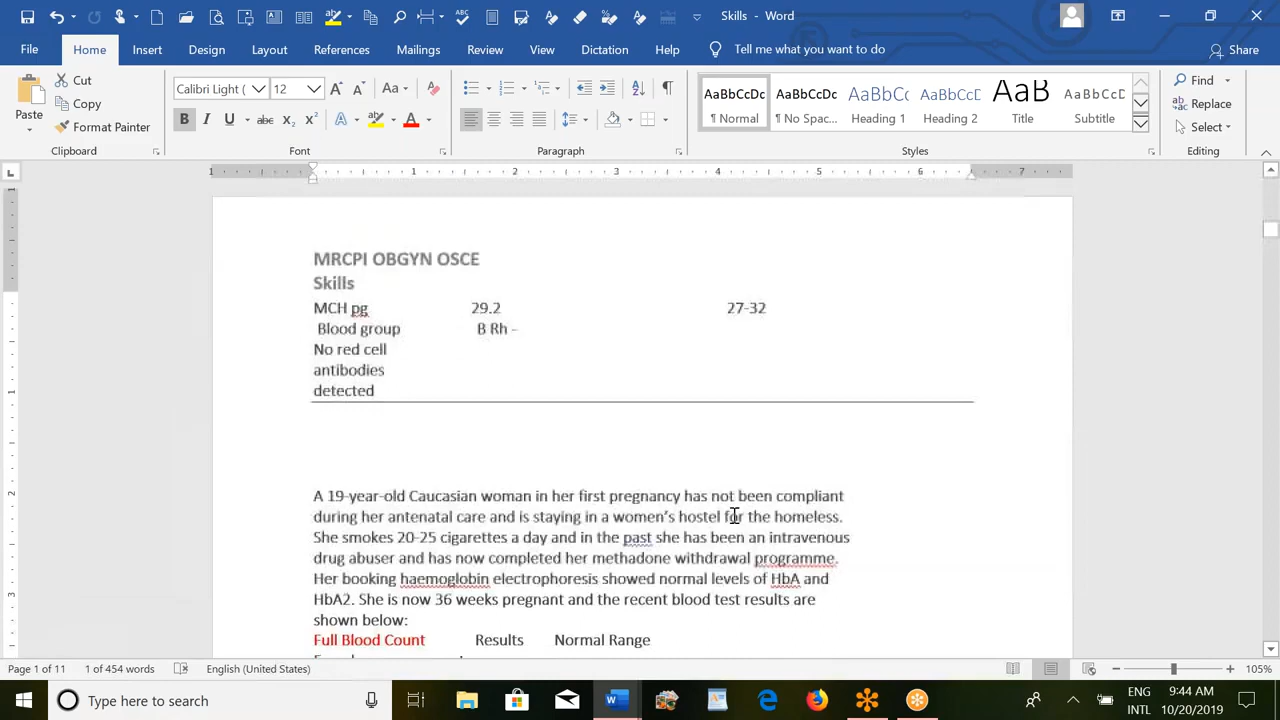 Skills - Word
File Home Insert Design Layout References Mailings Review View Dictation Help Tell me what you want to do Share
Paste
Cut
Copy
Format Painter
Clipboard
Calibri Light ( 12
Font
Paragraph
AaBbCcDc AaBbCcDc AaBbCc AaBbCcD AaB AaBbCcD
¶ Normal ¶ No Spac... Heading 1 Heading 2 Title Subtitle
Styles
Find
Replace
Select
Editing
1 1 2 3 4 5 6 7
MRCPI OBGYN OSCE
Skills
MCH pg 29.2 27-32
Blood group B Rh -
No red cell
antibodies
detected
A 19-year-old Caucasian woman in her first pregnancy has not been compliant
during her antenatal care and is staying in a women's hostel for the homeless.
She smokes 20-25 cigarettes a day and in the past she has been an intravenous
drug abuser and has now completed her methadone withdrawal programme.
Her booking haemoglobin electrophoresis showed normal levels of HbA and
HbA2. She is now 36 weeks pregnant and the recent blood test results are
shown below:
Full Blood Count Results Normal Range
Page 1 of 11 1 of 454 words English (United States) 105%
Type here to search
ENG 9:44 AM
INTL 10/20/2019